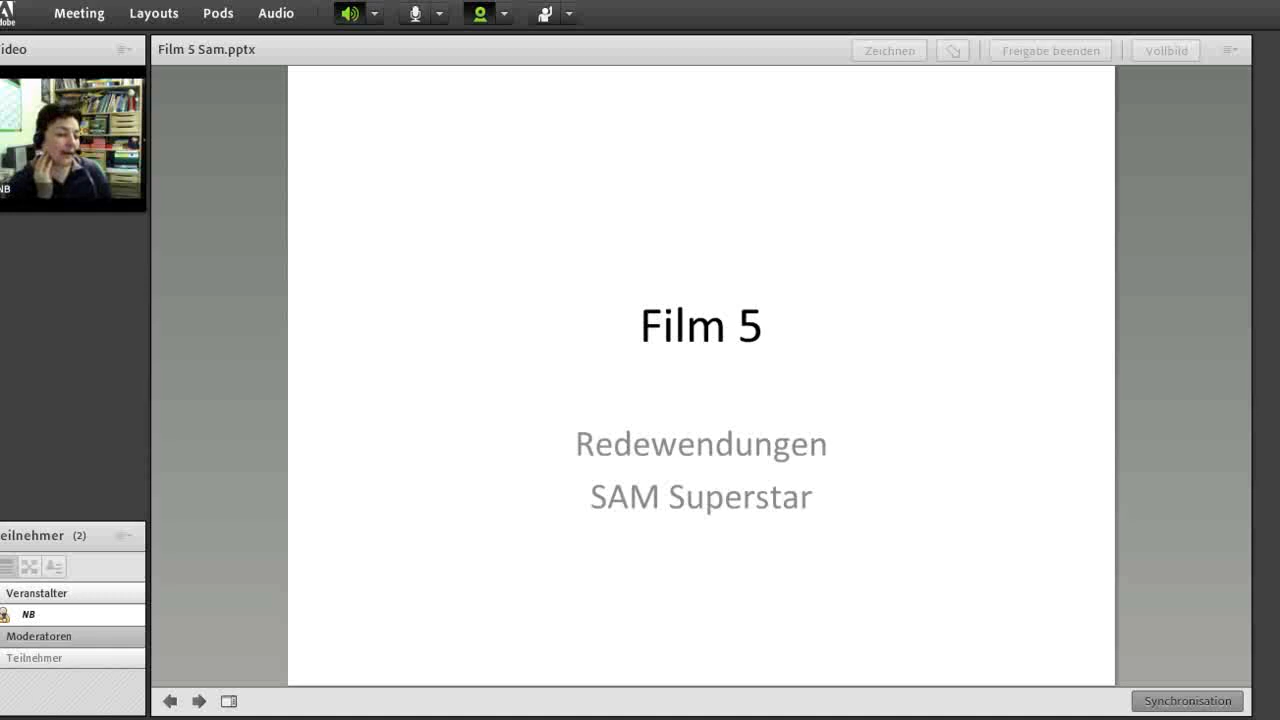 Meeting Layouts Pods Audio
dobe
ideo
Film 5 Sam.pptx
Zeichnen Freigabe beenden Vollbild
NB
Film 5
Redewendungen
SAM Superstar
eilnehmer (2)
Veranstalter
NB
Moderatoren
Teilnehmer
Synchronisation